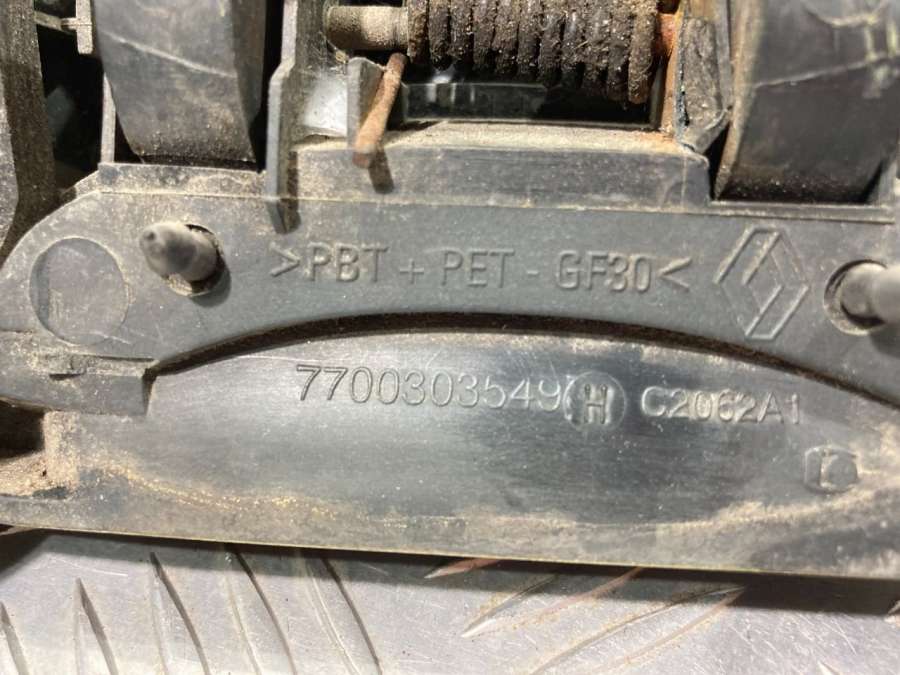 >PBT + PET - GF30<
7700303549 H C2062A1